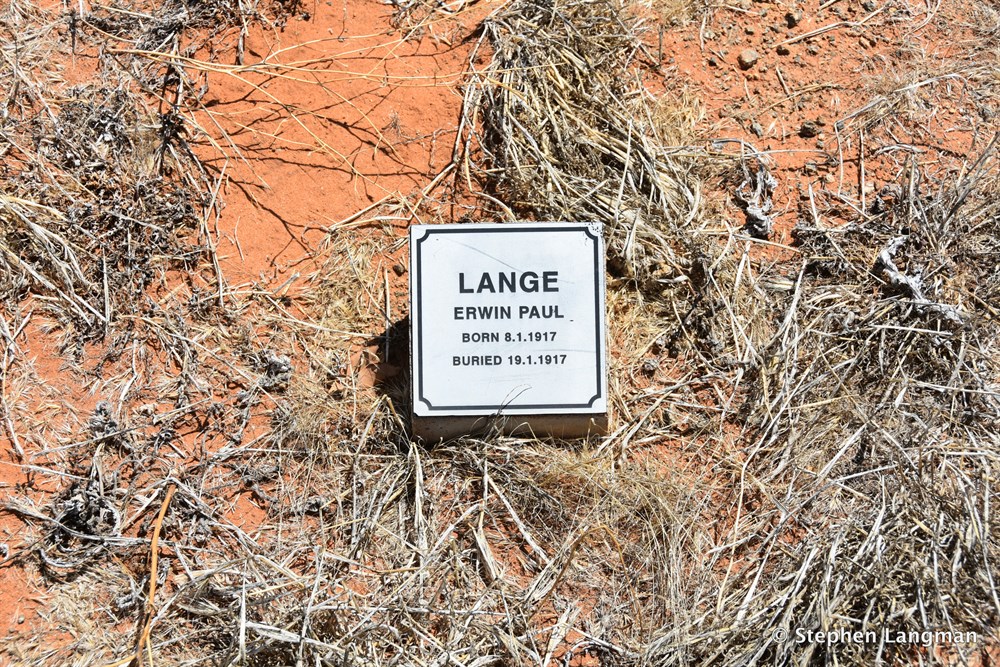 LANGE
ERWIN PAUL
BORN 8.1.1917
BURIED 19.1.1917
© Stephen Langman